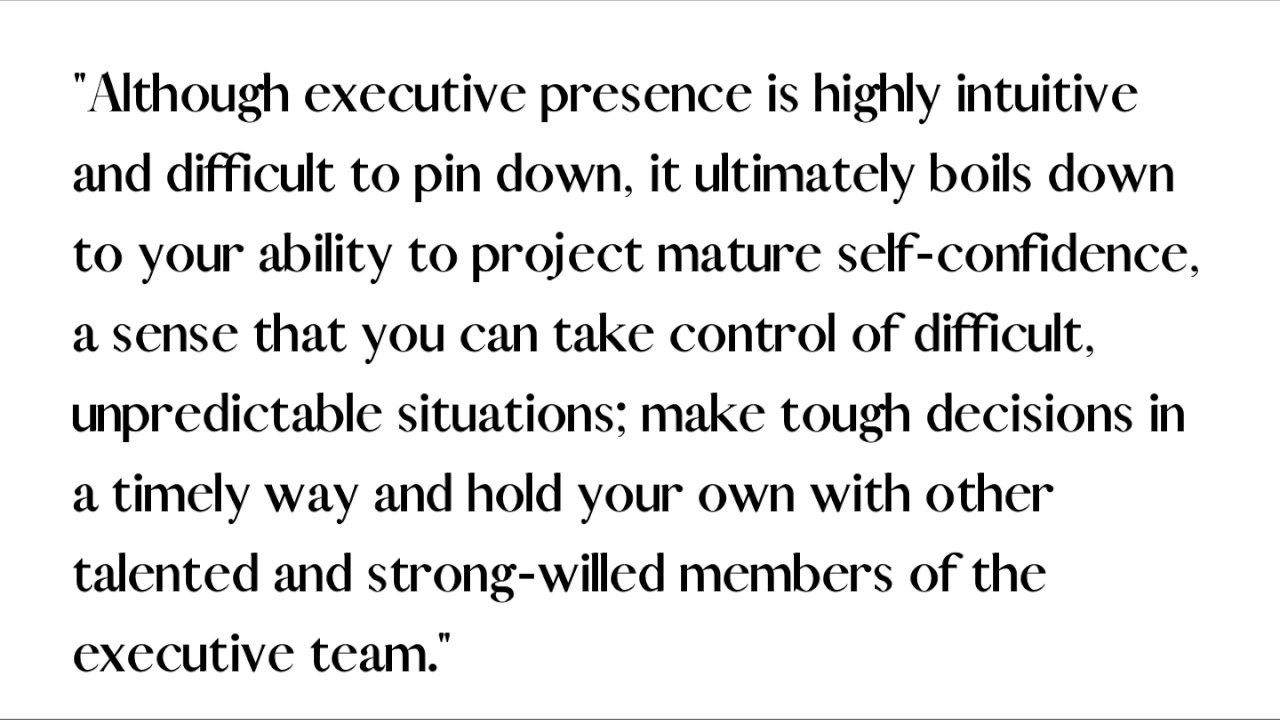 "Although executive presence is highly intuitive
and difficult to pin down, it ultimately boils down
to your ability to project mature self-confidence,
a sense that you can take control of difficult,
unpredictable situations; make tough decisions in
a timely way and hold your own with other
talented and strong-willed members of the
executive team."